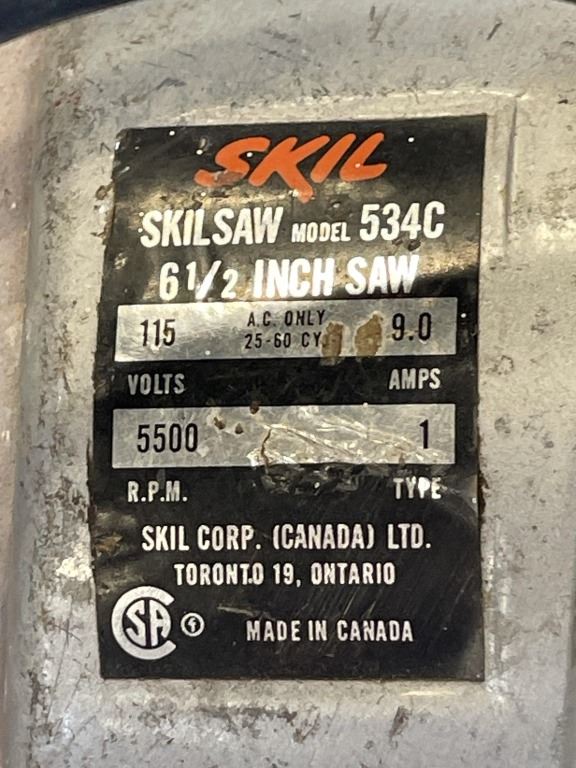 SKIL
SKILSAW MODEL 534C
6 1/2 INCH SAW
115 A.C. ONLY 25-60 CY. 9.0
VOLTS AMPS
5500 1
R.P.M. TYPE
SKIL CORP. (CANADA) LTD.
TORONTO 19, ONTARIO
CSA MADE IN CANADA